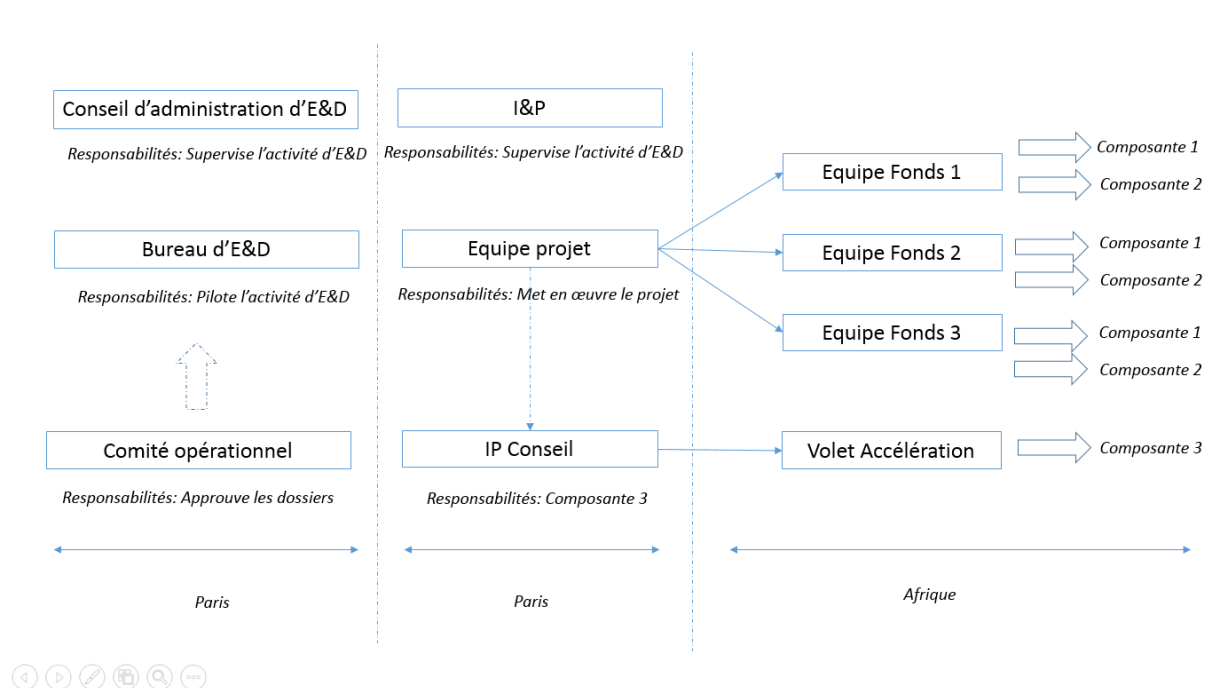 Conseil d'administration d'E&D
Responsabilités: Supervise l'activité d'E&D
Bureau d'E&D
Responsabilités: Pilote l'activité d'E&D
Comité opérationnel
Responsabilités: Approuve les dossiers
Paris
I&P
Responsabilités: Supervise l'activité d'E&D
Equipe projet
Responsabilités: Met en œuvre le projet
IP Conseil
Responsabilités: Composante 3
Paris
Equipe Fonds 1
Composante 1
Composante 2
Equipe Fonds 2
Composante 1
Composante 2
Equipe Fonds 3
Composante 1
Composante 2
Volet Accélération
Composante 3
Afrique